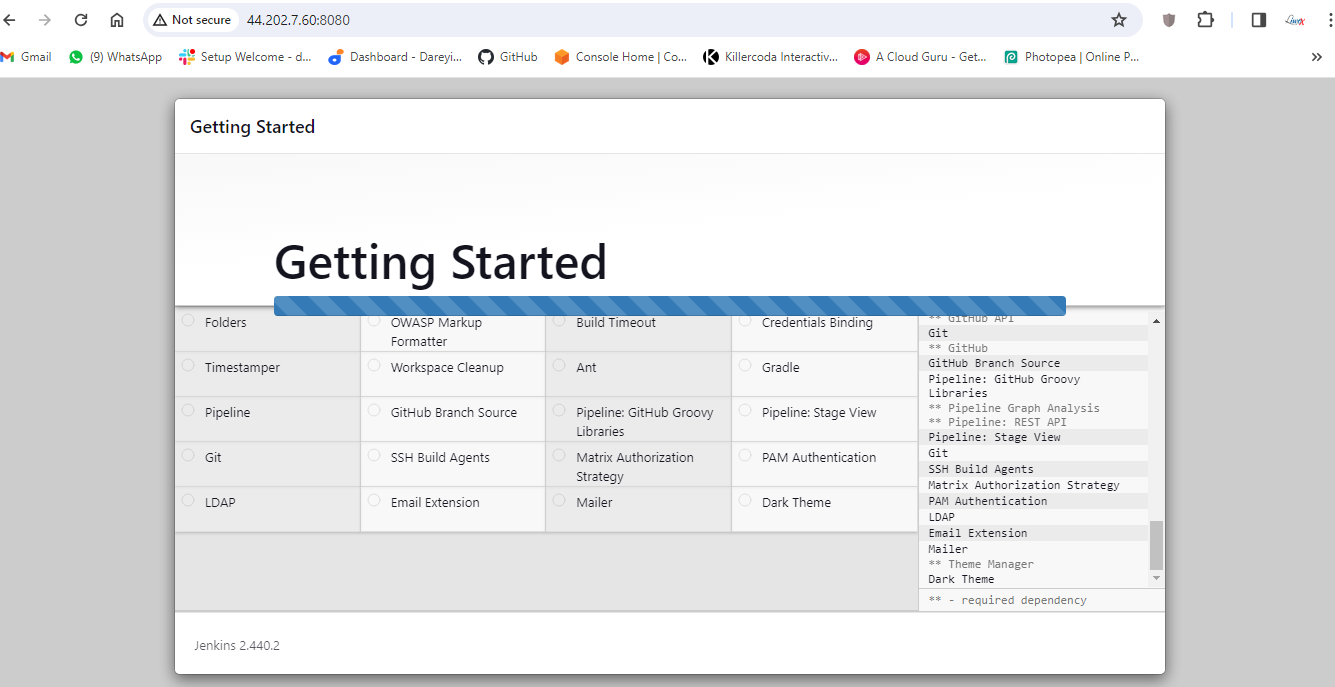 Not secure 44.202.7.60:8080
Gmail (9) WhatsApp Setup Welcome - d... Dashboard - Dareyi... GitHub Console Home | Co... Killercoda Interactiv... A Cloud Guru - Get... Photopea | Online P... »
Getting Started
Getting Started
Folders
OWASP Markup
Formatter
Build Timeout
Credentials Binding
Timestamper
Workspace Cleanup
Ant
Gradle
Pipeline
GitHub Branch Source
Pipeline: GitHub Groovy
Libraries
Pipeline: Stage View
Git
SSH Build Agents
Matrix Authorization
Strategy
PAM Authentication
LDAP
Email Extension
Mailer
Dark Theme
** GitHub API
Git
** GitHub
GitHub Branch Source
Pipeline: GitHub Groovy
Libraries
** Pipeline Graph Analysis
** Pipeline: REST API
Pipeline: Stage View
Git
SSH Build Agents
Matrix Authorization Strategy
PAM Authentication
LDAP
Email Extension
Mailer
** Theme Manager
Dark Theme
** - required dependency
Jenkins 2.440.2